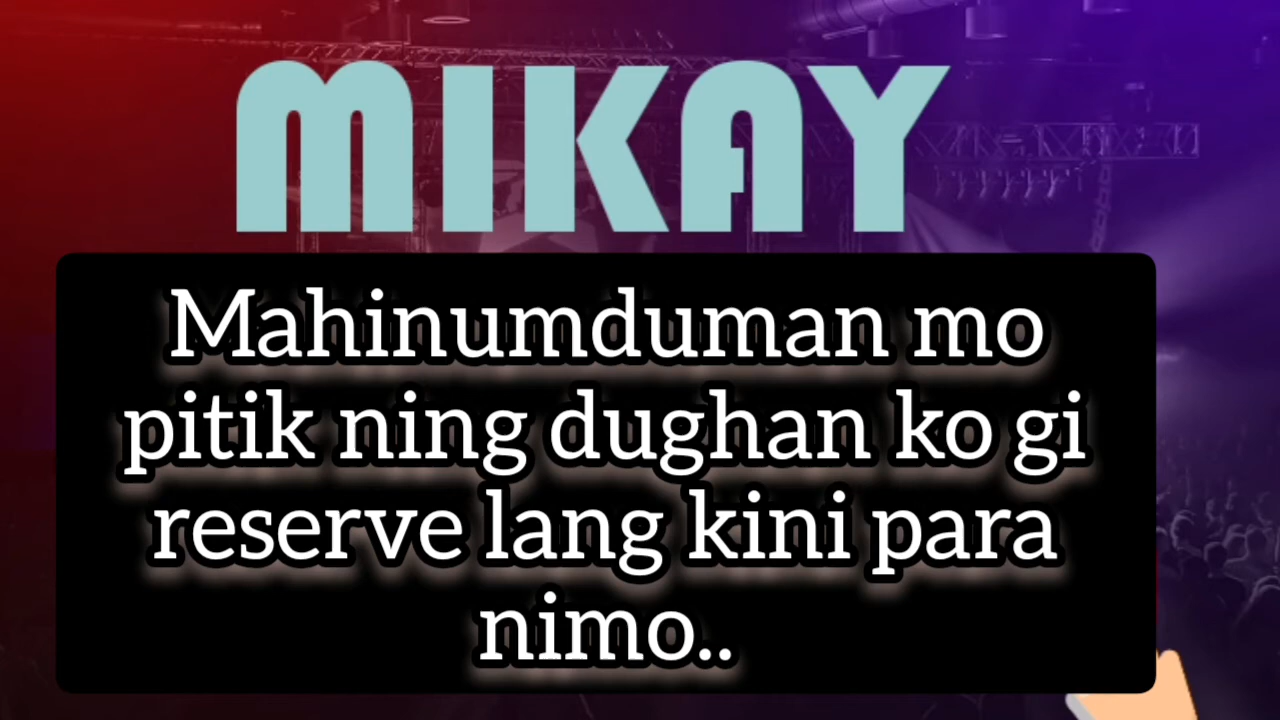 MIKAY
Mahinumduman mo
pitik ning dughan ko gi
reserve lang kini para
nimo..